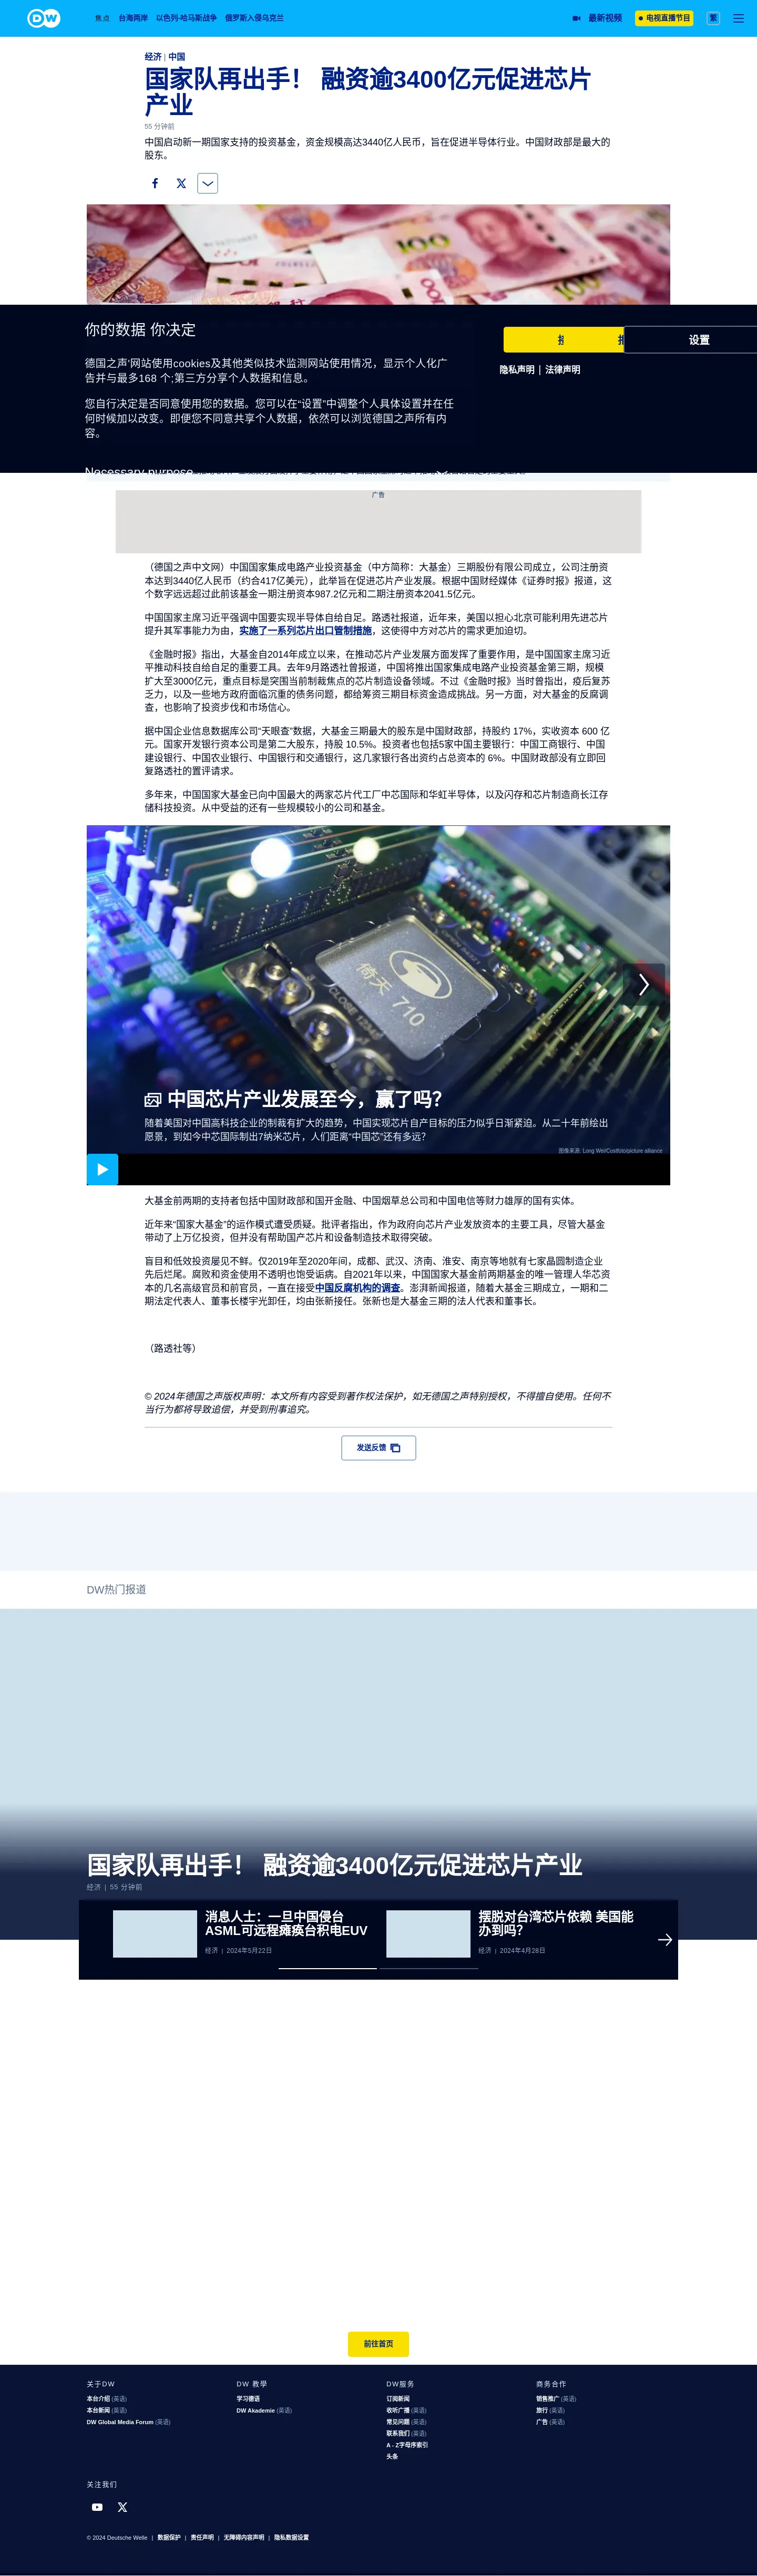 DW
焦点 台海两岸 以色列-哈马斯战争 俄罗斯入侵乌克兰 最新视频 电视直播节目 繁
经济 | 中国
国家队再出手! 融资逾3400亿元促进芯片
产业
55 分钟前
中国启动新一期国家支持的投资基金，资金规模高达3440亿人民币，旨在促进半导体行业。中国财政部是最大的
股东。
100
你的数据 你决定
设置
德国之声‘网站使用cookies及其他类似技术监测网站使用情况，显示个人化广
告并与最多168 个;第三方分享个人数据和信息。
隐私声明 | 法律声明
您自行决定是否同意使用您的数据。您可以在“设置”中调整个人具体设置并在任
何时候加以改变。即便您不同意共享个人数据，依然可以浏览德国之声所有内
容。
Necessary purpose
广告
（德国之声中文网）中国国家集成电路产业投资基金（中方简称：大基金）三期股份有限公司成立，公司注册资
本达到3440亿人民币（约合417亿美元），此举旨在促进芯片产业发展。根据中国财经媒体《证券时报》报道，这
个数字远远超过此前该基金一期注册资本987.2亿元和二期注册资本2041.5亿元。
中国国家主席习近平强调中国要实现半导体自给自足。路透社报道，近年来，美国以担心北京可能利用先进芯片
提升其军事能力为由，实施了一系列芯片出口管制措施，这使得中方对芯片的需求更加迫切。
《金融时报》指出，大基金自2014年成立以来，在推动芯片产业发展方面发挥了重要作用，是中国国家主席习近
平推动科技自给自足的重要工具。去年9月路透社曾报道，中国将推出国家集成电路产业投资基金第三期，规模
扩大至3000亿元，重点目标是突围当前制裁焦点的芯片制造设备领域。不过《金融时报》当时曾指出，疫后复苏
乏力，以及一些地方政府面临沉重的债务问题，都给筹资三期目标资金造成挑战。另一方面，对大基金的反腐调
查，也影响了投资步伐和市场信心。
据中国企业信息数据库公司“天眼查”数据，大基金三期最大的股东是中国财政部，持股约 17%，实收资本 600 亿
元。国家开发银行资本公司是第二大股东，持股 10.5%。投资者也包括5家中国主要银行：中国工商银行、中国
建设银行、中国农业银行、中国银行和交通银行，这几家银行各出资约占总资本的 6%。中国财政部没有立即回
复路透社的置评请求。
多年来，中国国家大基金已向中国最大的两家芯片代工厂中芯国际和华虹半导体，以及闪存和芯片制造商长江存
储科技投资。从中受益的还有一些规模较小的公司和基金。
倚天 710
中国芯片产业发展至今，赢了吗？
随着美国对中国高科技企业的制裁有扩大的趋势，中国实现芯片自产目标的压力似乎日渐紧迫。从二十年前绘出
愿景，到如今中芯国际制出7纳米芯片，人们距离“中国芯”还有多远？
图像来源: Long Wei/Costfoto/picture alliance
大基金前两期的支持者包括中国财政部和国开金融、中国烟草总公司和中国电信等财力雄厚的国有实体。
近年来“国家大基金”的运作模式遭受质疑。批评者指出，作为政府向芯片产业发放资本的主要工具，尽管大基金
带动了上万亿投资，但并没有帮助国产芯片和设备制造技术取得突破。
盲目和低效投资屡见不鲜。仅2019年至2020年间，成都、武汉、济南、淮安、南京等地就有七家晶圆制造企业
先后烂尾。腐败和资金使用不透明也饱受诟病。自2021年以来，中国国家大基金前两期基金的唯一管理人华芯资
本的几名高级官员和前官员，一直在接受中国反腐机构的调查。澎湃新闻报道，随着大基金三期成立，一期和二
期法定代表人、董事长楼宇光卸任，均由张新接任。张新也是大基金三期的法人代表和董事长。
（路透社等）
© 2024年德国之声版权声明：本文所有内容受到著作权法保护，如无德国之声特别授权，不得擅自使用。任何不
当行为都将导致追偿，并受到刑事追究。
发送反馈
DW热门报道
国家队再出手! 融资逾3400亿元促进芯片产业
经济 | 55 分钟前
消息人士：一旦中国侵台
ASML可远程瘫痪台积电EUV
经济 | 2024年5月22日
摆脱对台湾芯片依赖 美国能
办到吗？
经济 | 2024年4月28日
前往首页
关于DW
本台介绍 (英语)
本台新闻 (英语)
DW Global Media Forum (英语)
DW 教學
学习德语
DW Akademie (英语)
DW服务
订阅新闻
收听广播 (英语)
常见问题 (英语)
联系我们 (英语)
A - Z字母序索引
头条
商务合作
销售推广 (英语)
旅行 (英语)
广告 (英语)
关注我们
© 2024 Deutsche Welle | 数据保护 | 责任声明 | 无障碍内容声明 | 隐私数据设置